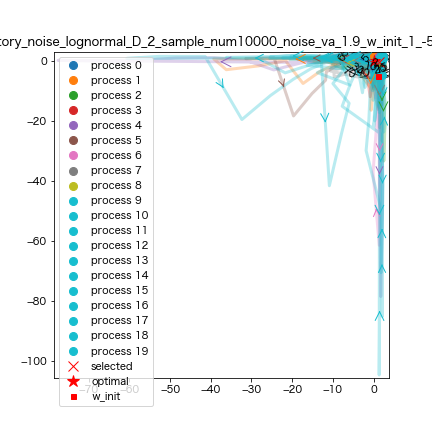 tory_noise_lognormal_D_2_sample_num10000_noise_va_1.9_w_init_1_-5
0
−20
−40
−60
−80
−100
process 0
process 1
process 2
process 3
process 4
process 5
process 6
process 7
process 8
process 9
process 10
process 11
process 12
process 13
process 14
process 15
process 16
process 17
process 18
process 19
selected
optimal
w_init
−70 −60 −50 −40 −30 −20 −10 0